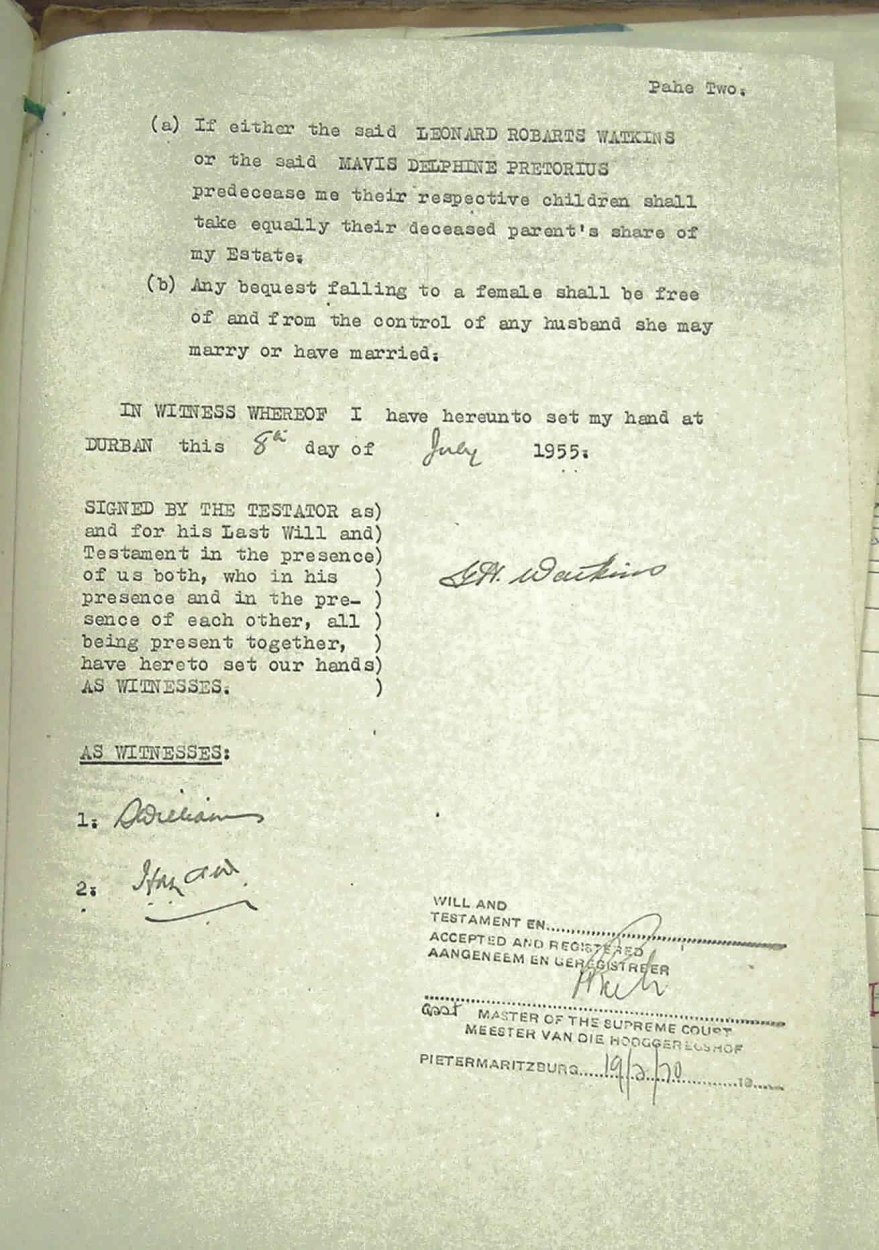 Pahe Two.
(a) If either the said LEONARD ROBARTS WATKINS
or the said MAVIS DELPHINE PRETORIUS
predecease me their respective children shall
take equally their deceased parent's share of
my Estate.
(b) Any bequest falling to a female shall be free
of and from the control of any husband she may
marry or have married.
IN WITNESS WHEREOF I have hereunto set my hand at
DURBAN this 8th day of July 1955.
SIGNED BY THE TESTATOR as)
and for his Last Will and)
Testament in the presence)
of us both, who in his )
presence and in the pre- )
sence of each other, all )
being present together, )
have hereto set our hands)
AS WITNESSES. )
Watkins
AS WITNESSES:
1. Williams
2.
WILL AND
TESTAMENT EN
ACCEPTED AND REGISTERED
AANGENEEM EN GEREGISTREER
Asst MASTER OF THE SUPREME COURT
MEESTER VAN DIE HOOGGEREGSHOF
PIETERMARITZBURG 19/2/70 19